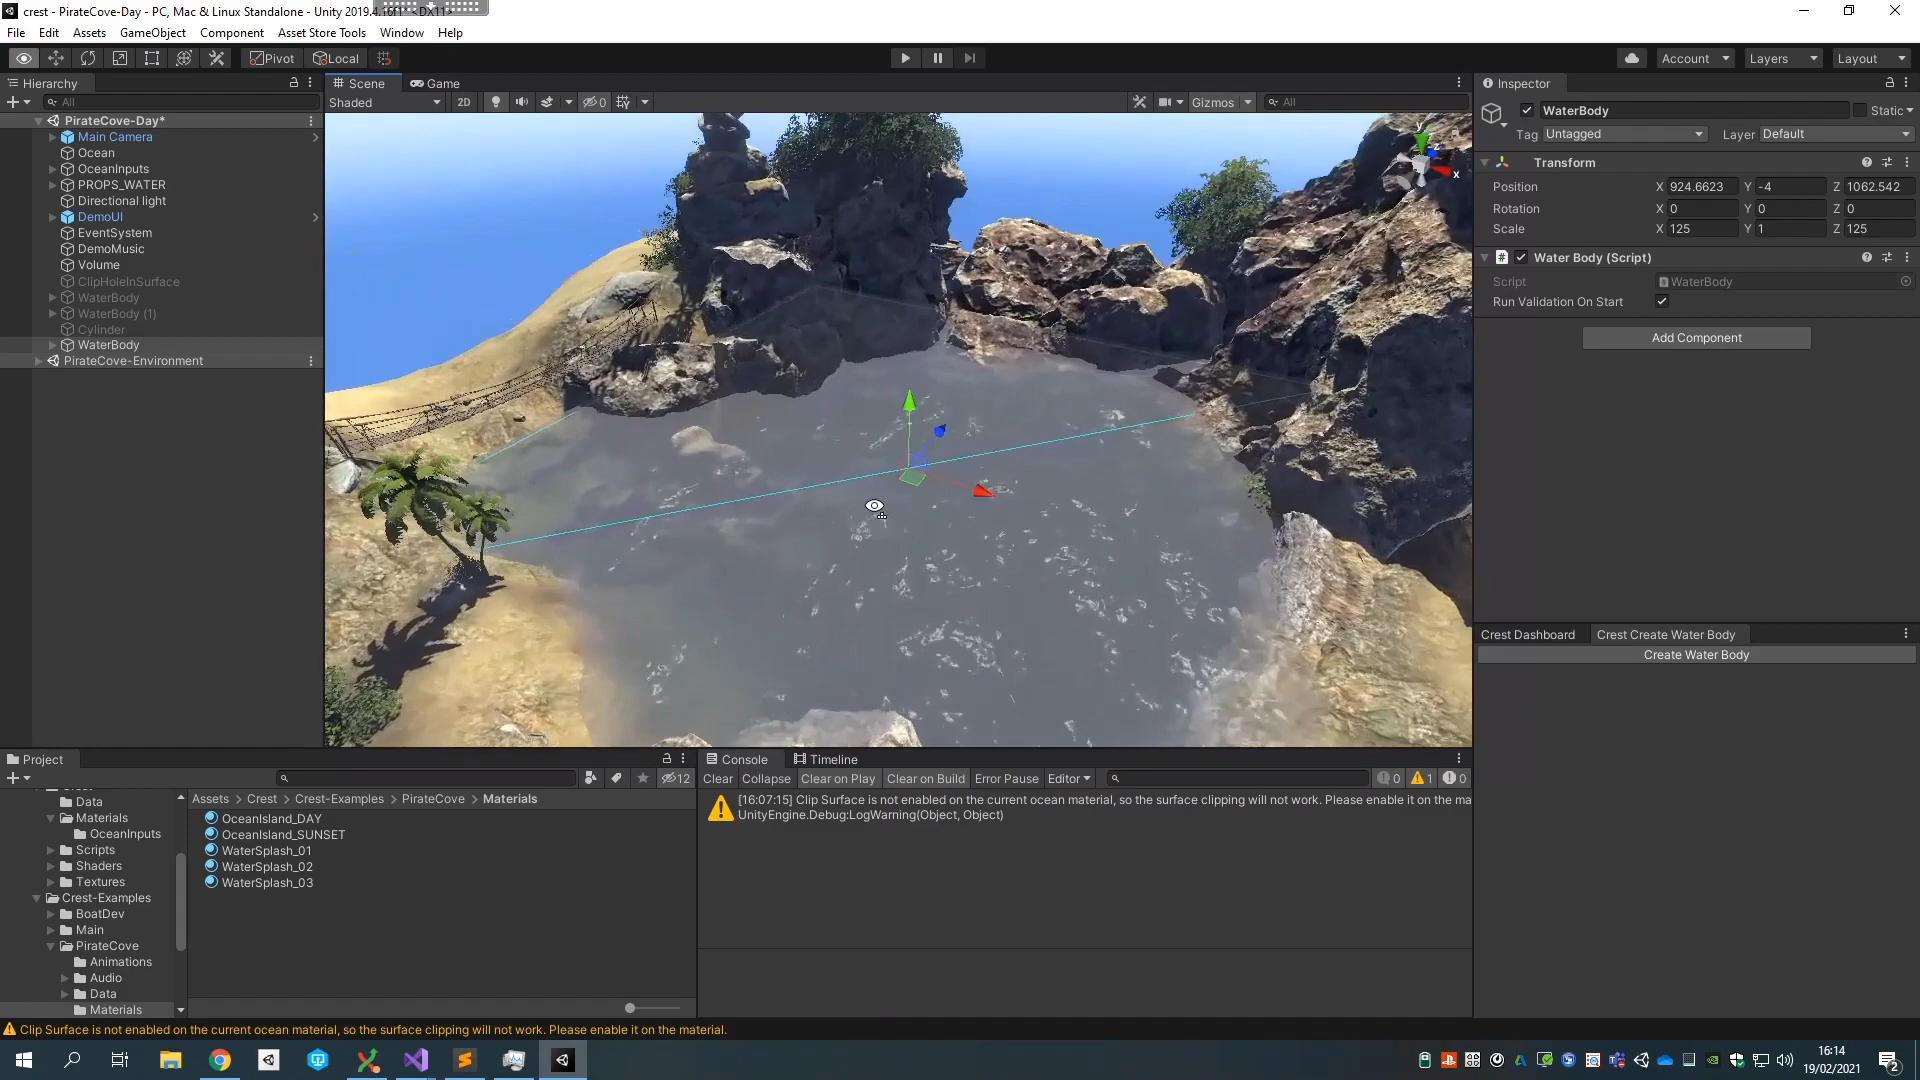 crest - PirateCove-Day - PC, Mac & Linux Standalone - Unity 2019.4.16f1* <DX11>
File Edit Assets GameObject Component Asset Store Tools Window Help
Pivot Local Account Layers Layout
Hierarchy
All
PirateCove-Day*
Main Camera
Ocean
OceanInputs
PROPS_WATER
Directional light
DemoUI
EventSystem
DemoMusic
Volume
ClipHoleInSurface
WaterBody
WaterBody (1)
Cylinder
WaterBody
PirateCove-Environment
Scene Game
Shaded 2D 0 Gizmos All
y
z
x
Inspector
WaterBody Static
Tag Untagged Layer Default
Transform
Position X 924.6623 Y -4 Z 1062.542
Rotation X 0 Y 0 Z 0
Scale X 125 Y 1 Z 125
Water Body (Script)
Script WaterBody
Run Validation On Start
Add Component
Crest Dashboard Crest Create Water Body
Create Water Body
Project
12
Data
Materials
OceanInputs
Scripts
Shaders
Textures
Crest-Examples
BoatDev
Main
PirateCove
Animations
Audio
Data
Materials
Assets > Crest > Crest-Examples > PirateCove > Materials
OceanIsland_DAY
OceanIsland_SUNSET
WaterSplash_01
WaterSplash_02
WaterSplash_03
Console Timeline
Clear Collapse Clear on Play Clear on Build Error Pause Editor 0 1 0
[16:07:15] Clip Surface is not enabled on the current ocean material, so the surface clipping will not work. Please enable it on the ma
UnityEngine.Debug:LogWarning(Object, Object)
Clip Surface is not enabled on the current ocean material, so the surface clipping will not work. Please enable it on the material.
16:14
19/02/2021
2